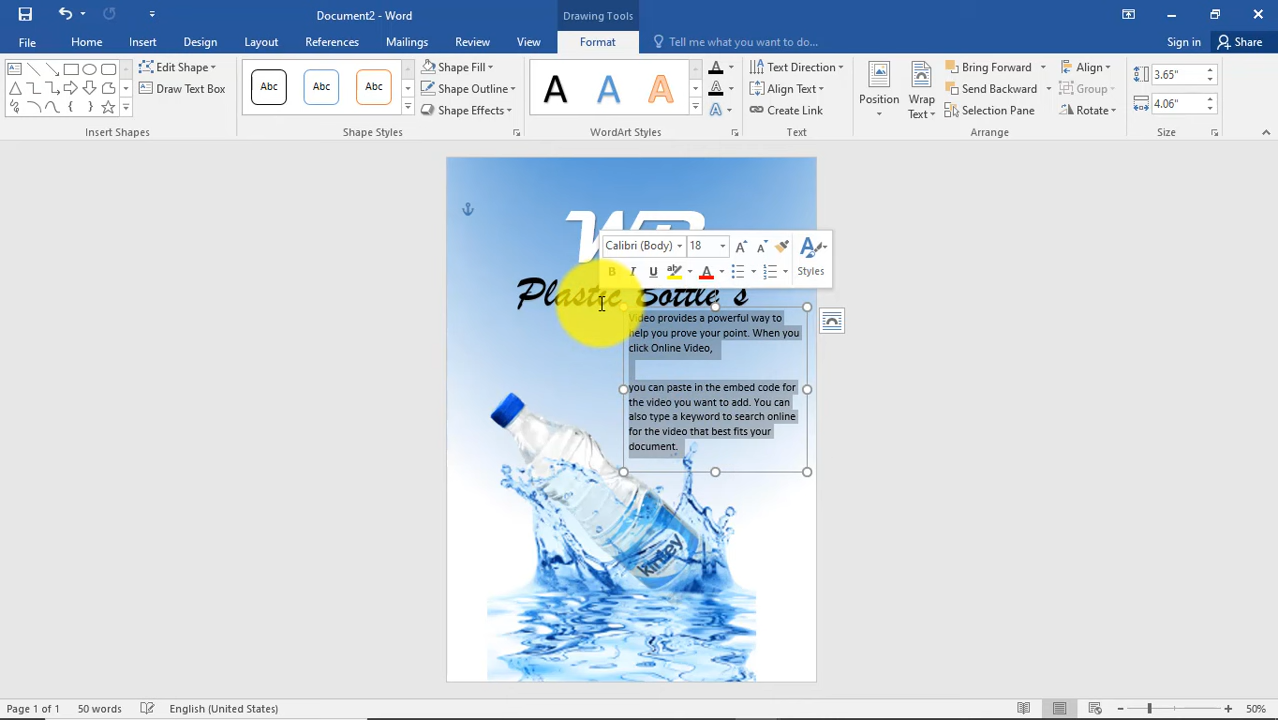 Document2 - Word
Drawing Tools
File
Home
Insert
Design
Layout
References
Mailings
Review
View
Format
Tell me what you want to do...
Sign in
Share
Edit Shape
Draw Text Box
Insert Shapes
Abc
Abc
Abc
Shape Fill
Shape Outline
Shape Effects
Shape Styles
A
A
A
WordArt Styles
Text Direction
Align Text
Create Link
Text
Position
Wrap
Text
Bring Forward
Send Backward
Selection Pane
Align
Group
Rotate
Arrange
3.65"
4.06"
Size
Calibri (Body)
18
Styles
Plastic Bottle's
Video provides a powerful way to
help you prove your point. When you
click Online Video,
you can paste in the embed code for
the video you want to add. You can
also type a keyword to search online
for the video that best fits your
document.
kinley
Page 1 of 1
50 words
English (United States)
50%